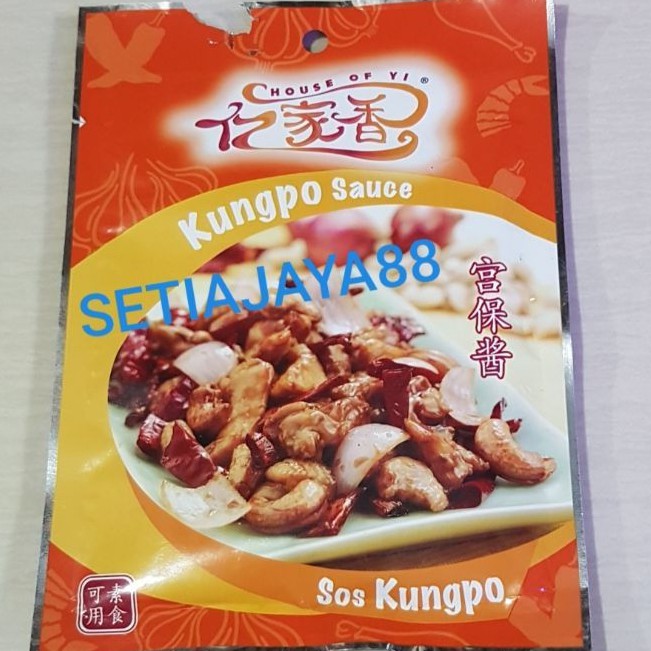 HOUSE OF YI ®
亿家香
Kungpo Sauce
SETIAJAYA88
宫保酱
Sos Kungpo
素食
可用